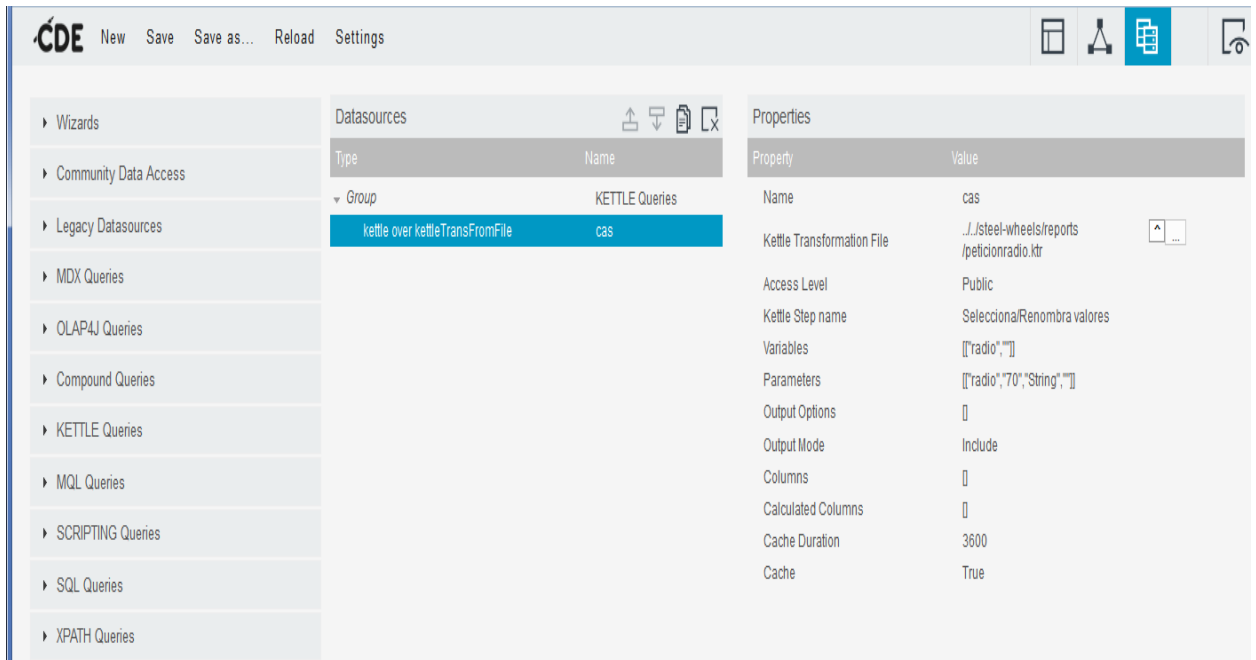 CDE New Save Save as... Reload Settings
Wizards
Community Data Access
Legacy Datasources
MDX Queries
OLAP4J Queries
Compound Queries
KETTLE Queries
MQL Queries
SCRIPTING Queries
SQL Queries
XPATH Queries
Datasources
Type Name
Group KETTLE Queries
kettle over kettleTransFromFile cas
Properties
Property Value
Name cas
Kettle Transformation File ../../steel-wheels/reports
/peticionradio.ktr ^ ...
Access Level Public
Kettle Step name Selecciona/Renombra valores
Variables [["radio",""]]
Parameters [["radio","70","String",""]]
Output Options []
Output Mode Include
Columns []
Calculated Columns []
Cache Duration 3600
Cache True